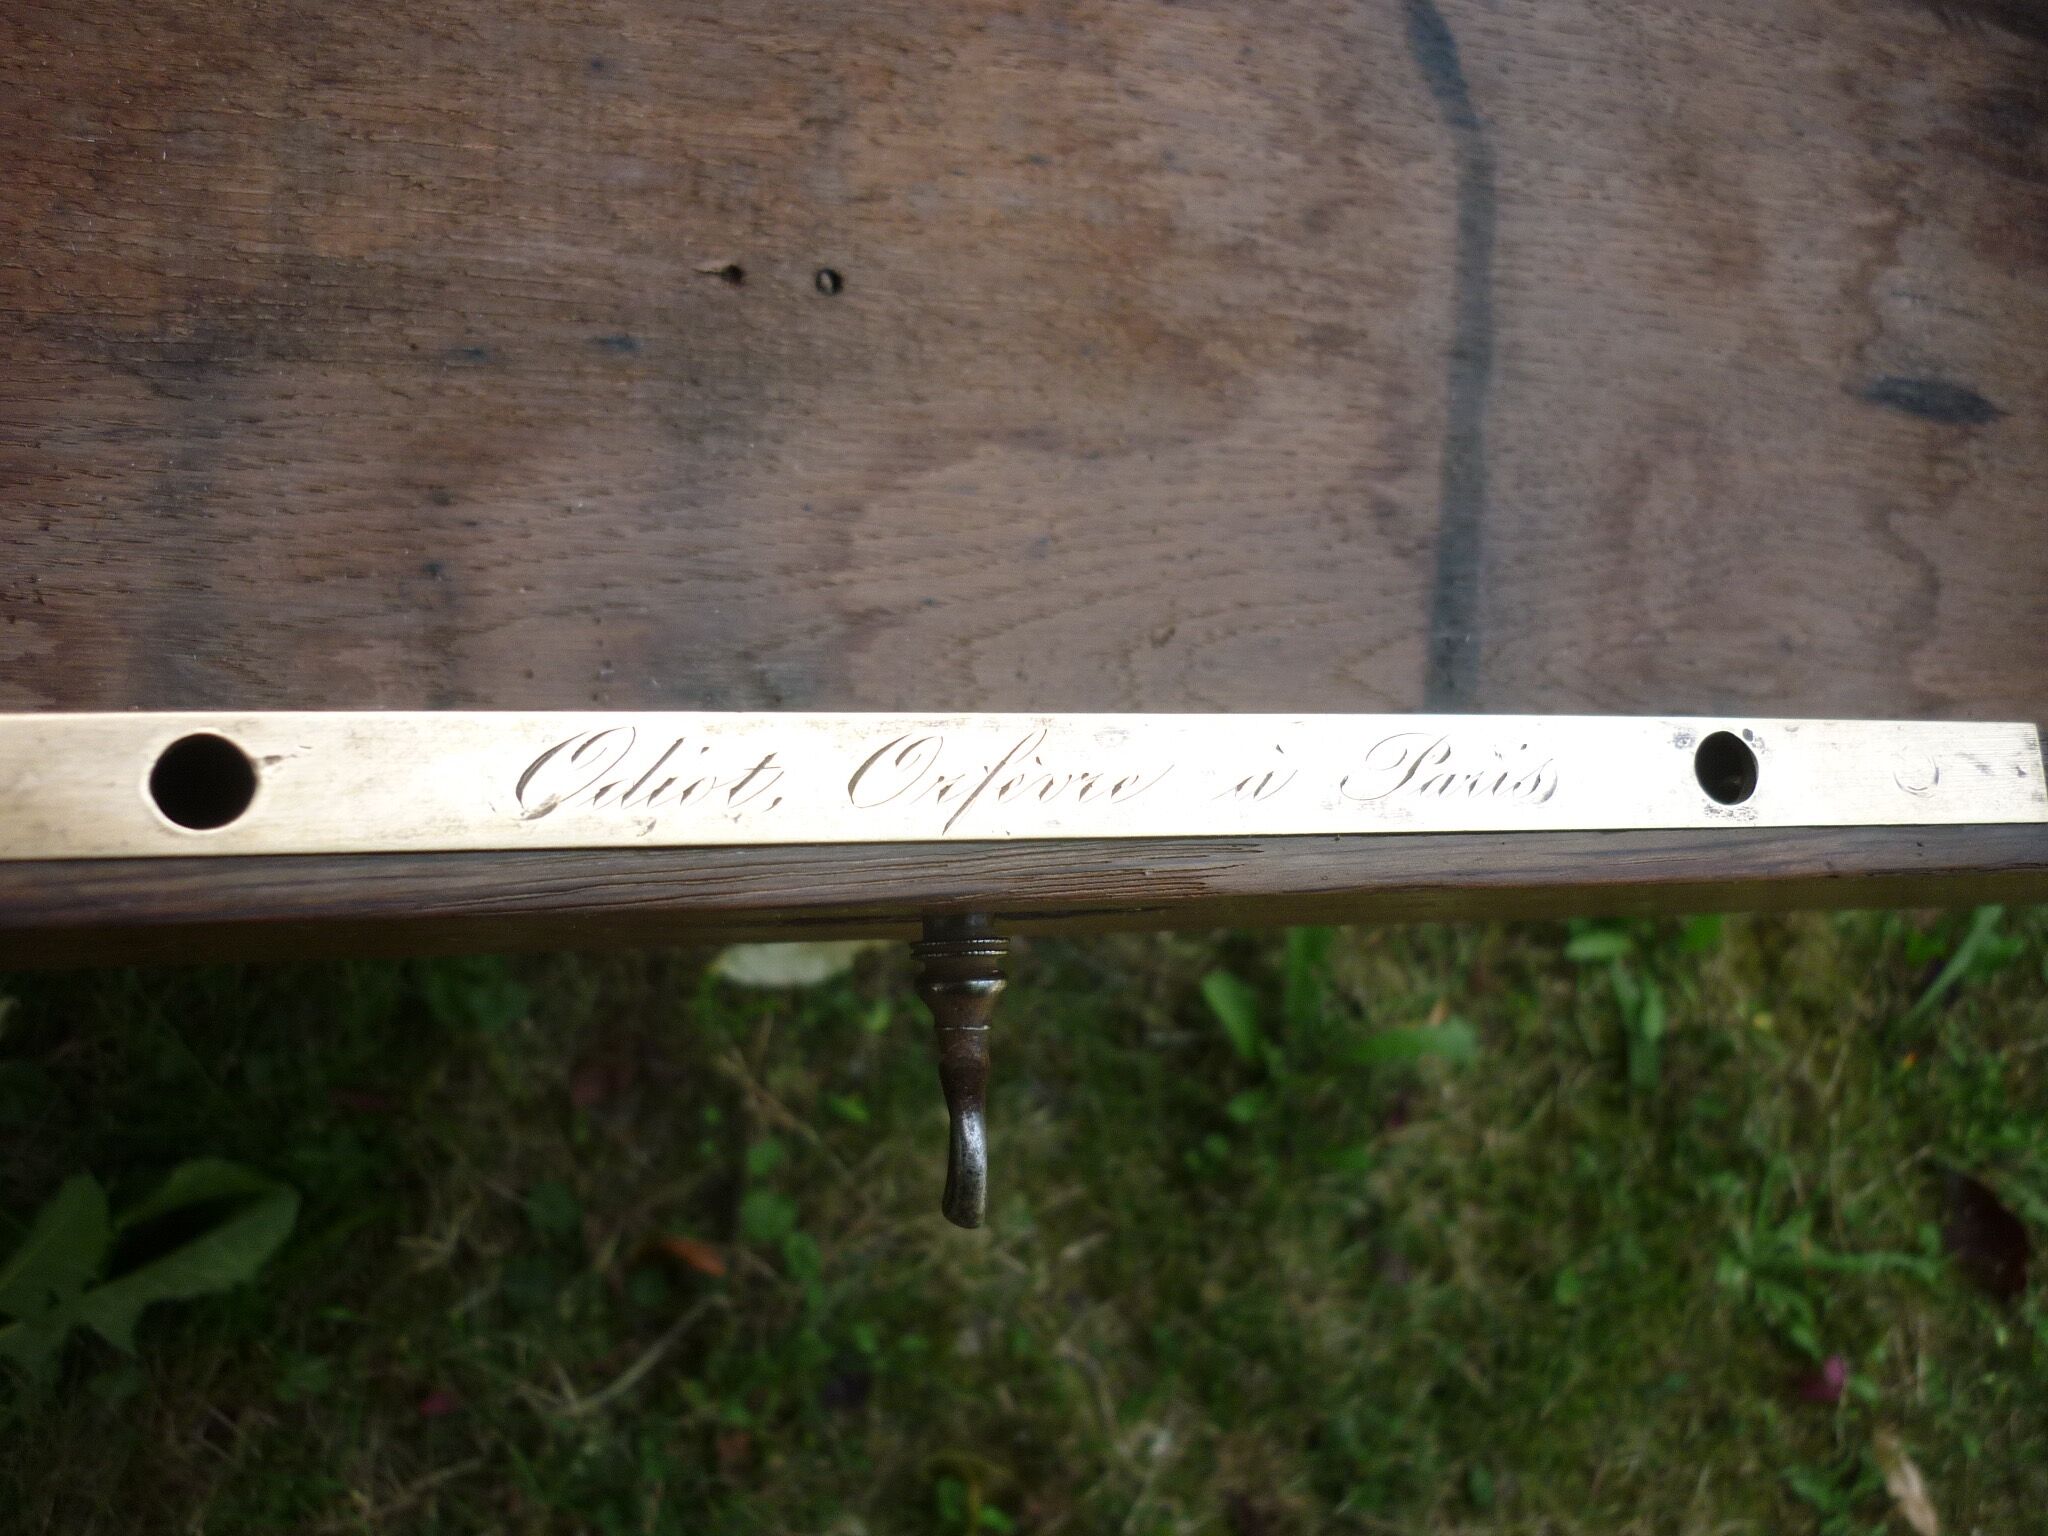 Odiot, Orfèvre à Paris